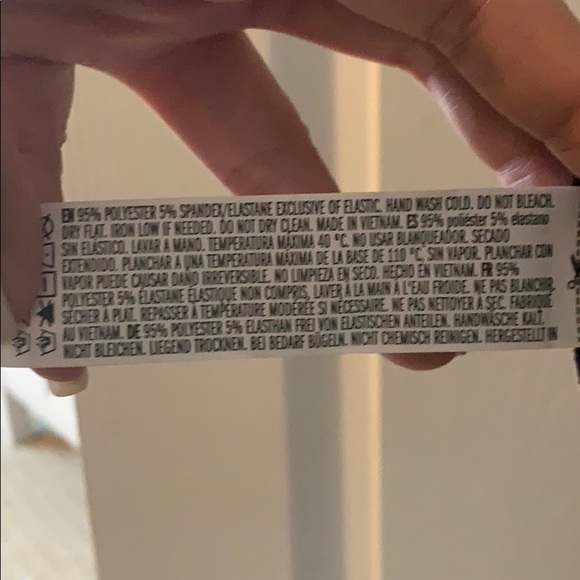 EN 95% POLYESTER 5% SPANDEX/ELASTANE EXCLUSIVE OF ELASTIC. HAND WASH COLD. DO NOT BLEACH.
DRY FLAT. IRON LOW IF NEEDED. DO NOT DRY CLEAN. MADE IN VIETNAM. ES 95% poliéster 5% elastano
SIN ELÁSTICO. LAVAR A MANO. TEMPERATURA MÁXIMA 40 °C. NO USAR BLANQUEADOR. SECADO
EXTENDIDO. PLANCHAR A UNA TEMPERATURA MÁXIMA DE LA BASE DE 110 °C, SIN VAPOR. PLANCHAR CON
VAPOR PUEDE CAUSAR DAÑO IRREVERSIBLE. NO LIMPIEZA EN SECO. HECHO EN VIETNAM. FR 95%
POLYESTER 5% ÉLASTANE ÉLASTIQUE NON COMPRIS. LAVER À LA MAIN À L'EAU FROIDE. NE PAS BLANCHIR.
SÉCHER À PLAT. REPASSER À TEMPÉRATURE MODÉRÉE SI NÉCESSAIRE. NE PAS NETTOYER À SEC. FABRIQUÉ
AU VIETNAM. DE 95% POLYESTER 5% ELASTHAN FREI VON ELASTISCHEN ANTEILEN. HANDWÄSCHE KALT.
NICHT BLEICHEN. LIEGEND TROCKNEN. BEI BEDARF BÜGELN. NICHT CHEMISCH REINIGEN. HERGESTELLT IN